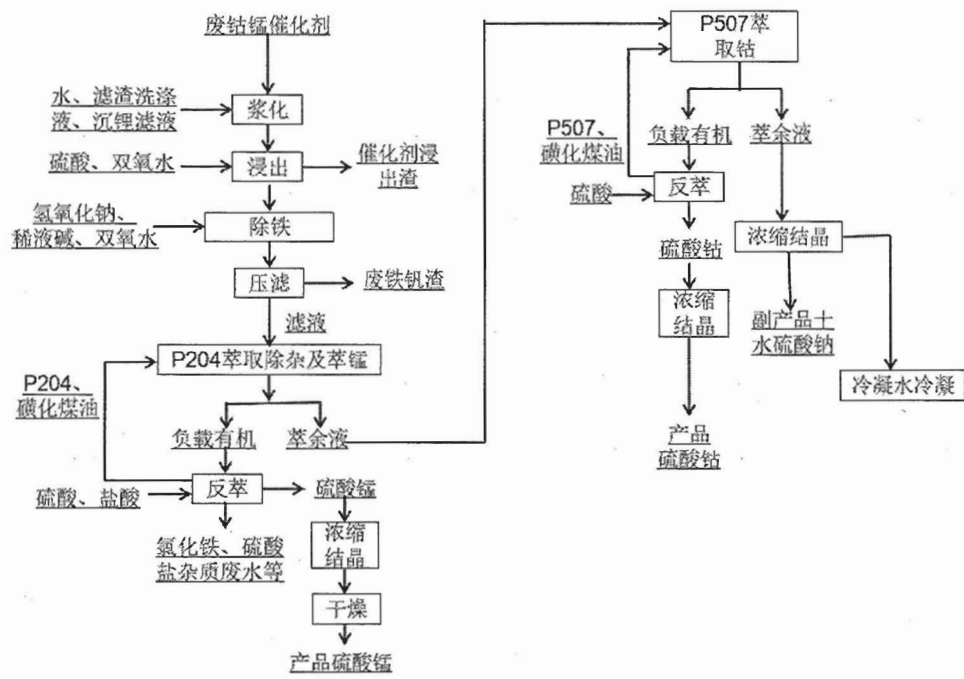 废钴锰催化剂
水、滤渣洗涤
液、沉锂滤液
浆化
硫酸、双氧水
浸出
催化剂浸
出渣
氢氧化钠、
稀液碱、双氧水
除铁
压滤
废铁钒渣
滤液
P204萃取除杂及萃锰
P204、
磺化煤油
负载有机
萃余液
硫酸、盐酸
反萃
硫酸锰
氯化铁、硫酸
盐杂质废水等
浓缩
结晶
干燥
产品硫酸锰
P507萃
取钴
P507、
磺化煤油
负载有机
萃余液
硫酸
反萃
硫酸钴
浓缩
结晶
产品
硫酸钴
浓缩结晶
副产品十
水硫酸钠
冷凝水冷凝